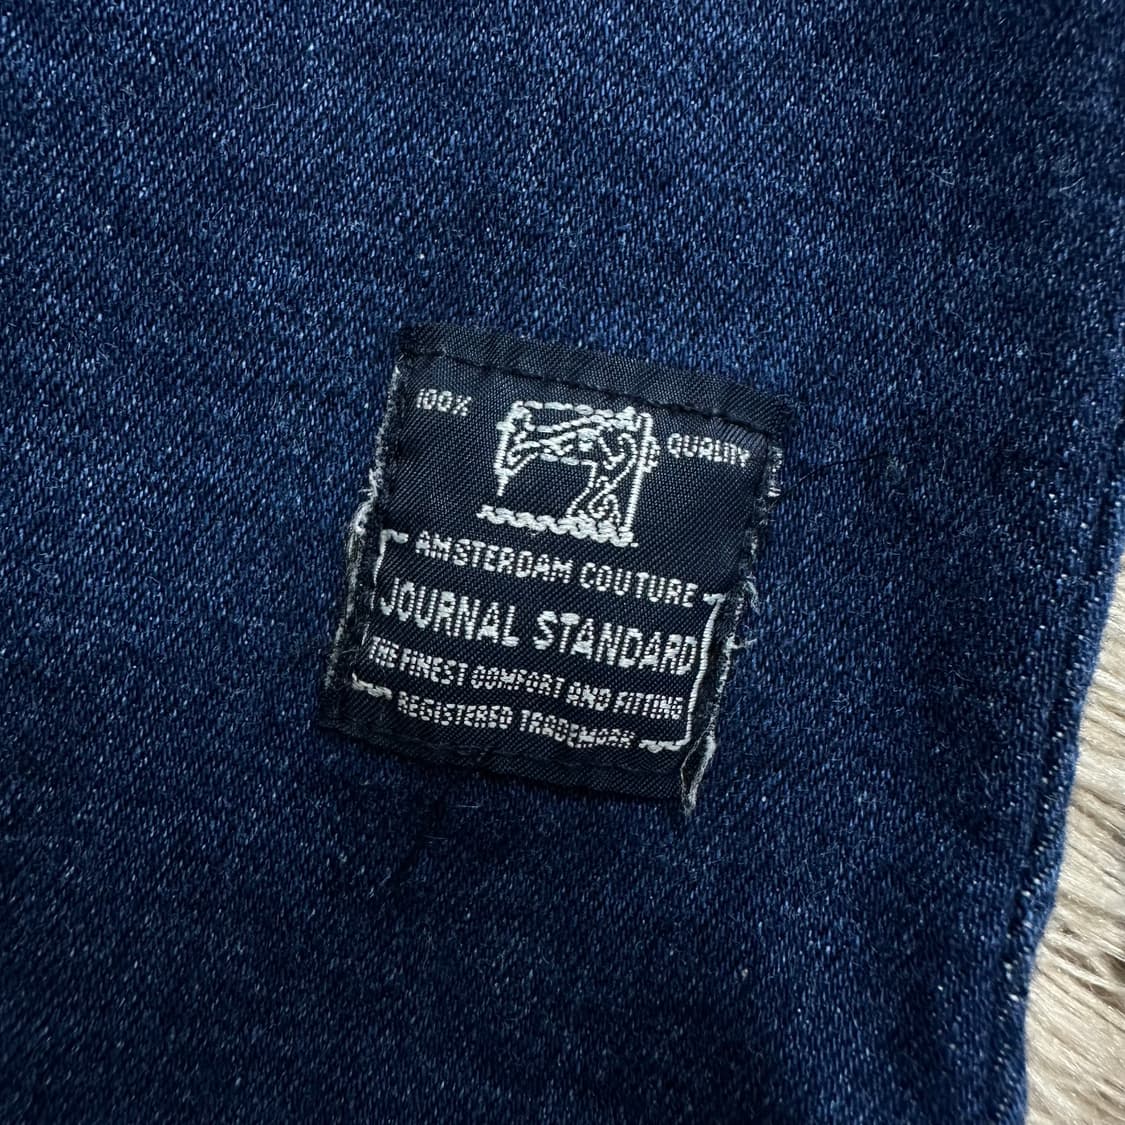 100% QUALITY
AMSTERDAM COUTURE
JOURNAL STANDARD
THE FINEST COMFORT AND FITTING
REGISTERED TRADEMARK